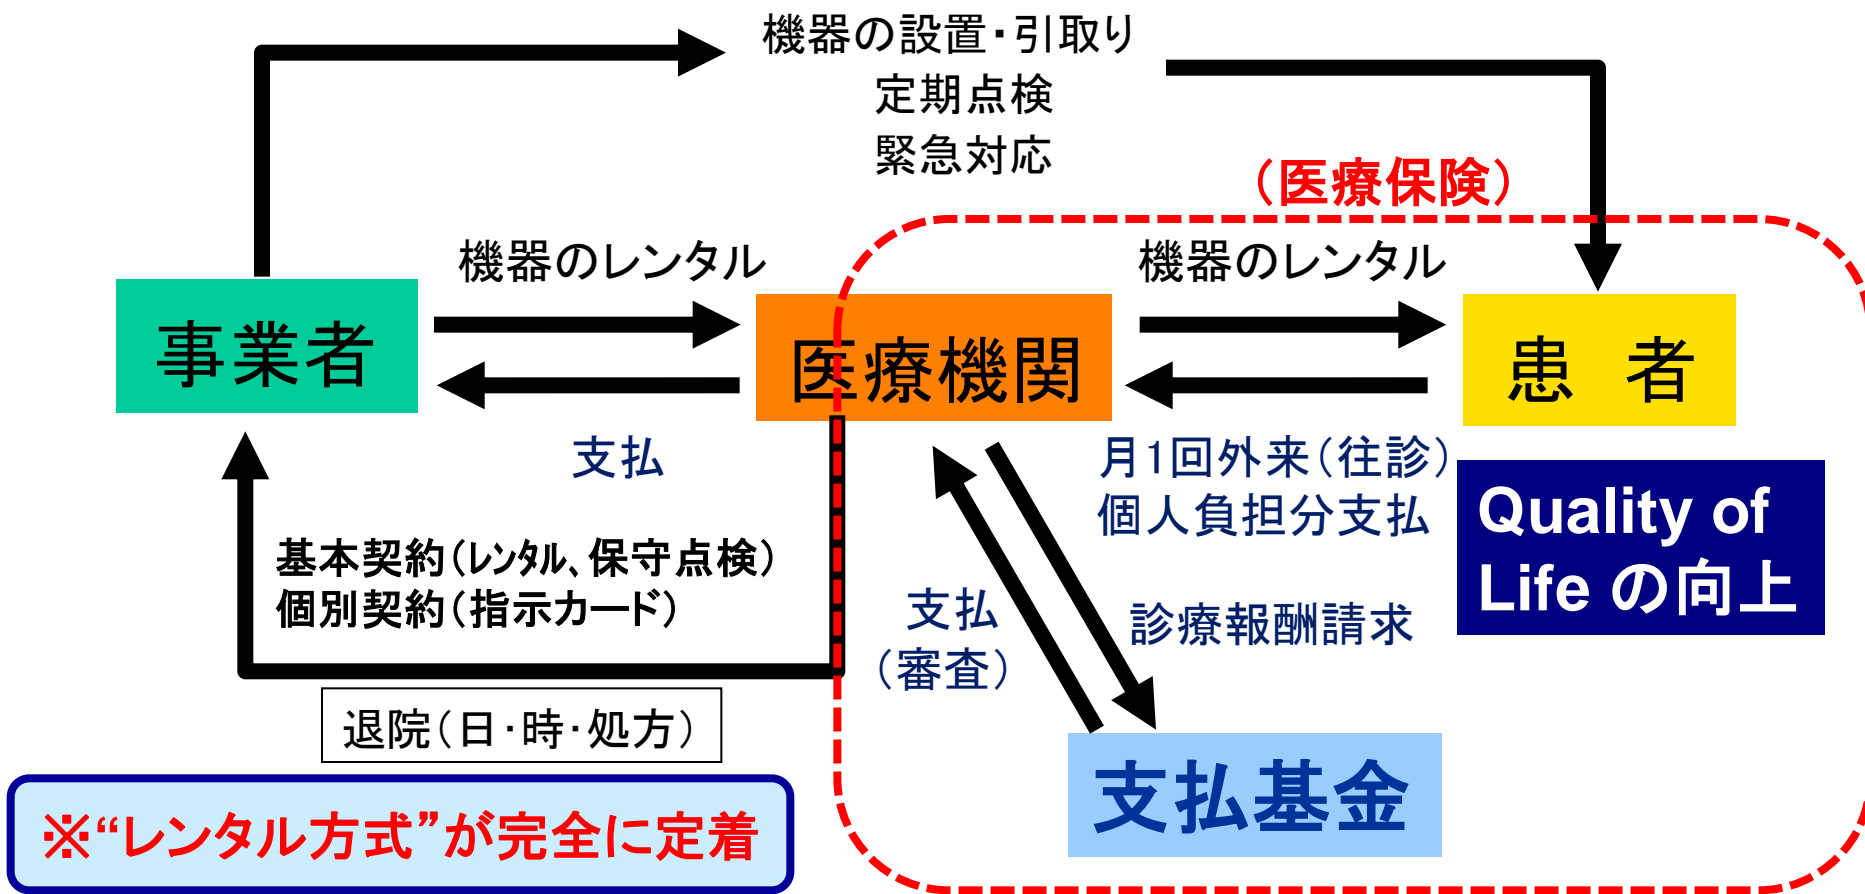 機器の設置・引取り
定期点検
緊急対応
（医療保険）
機器のレンタル
機器のレンタル
事業者
医療機関
患　者
支払
月1回外来（往診）
個人負担分支払
Quality of
Life の向上
基本契約（レンタル、保守点検）
個別契約（指示カード）
支払
（審査）
診療報酬請求
退院（日・時・処方）
支払基金
※“レンタル方式”が完全に定着